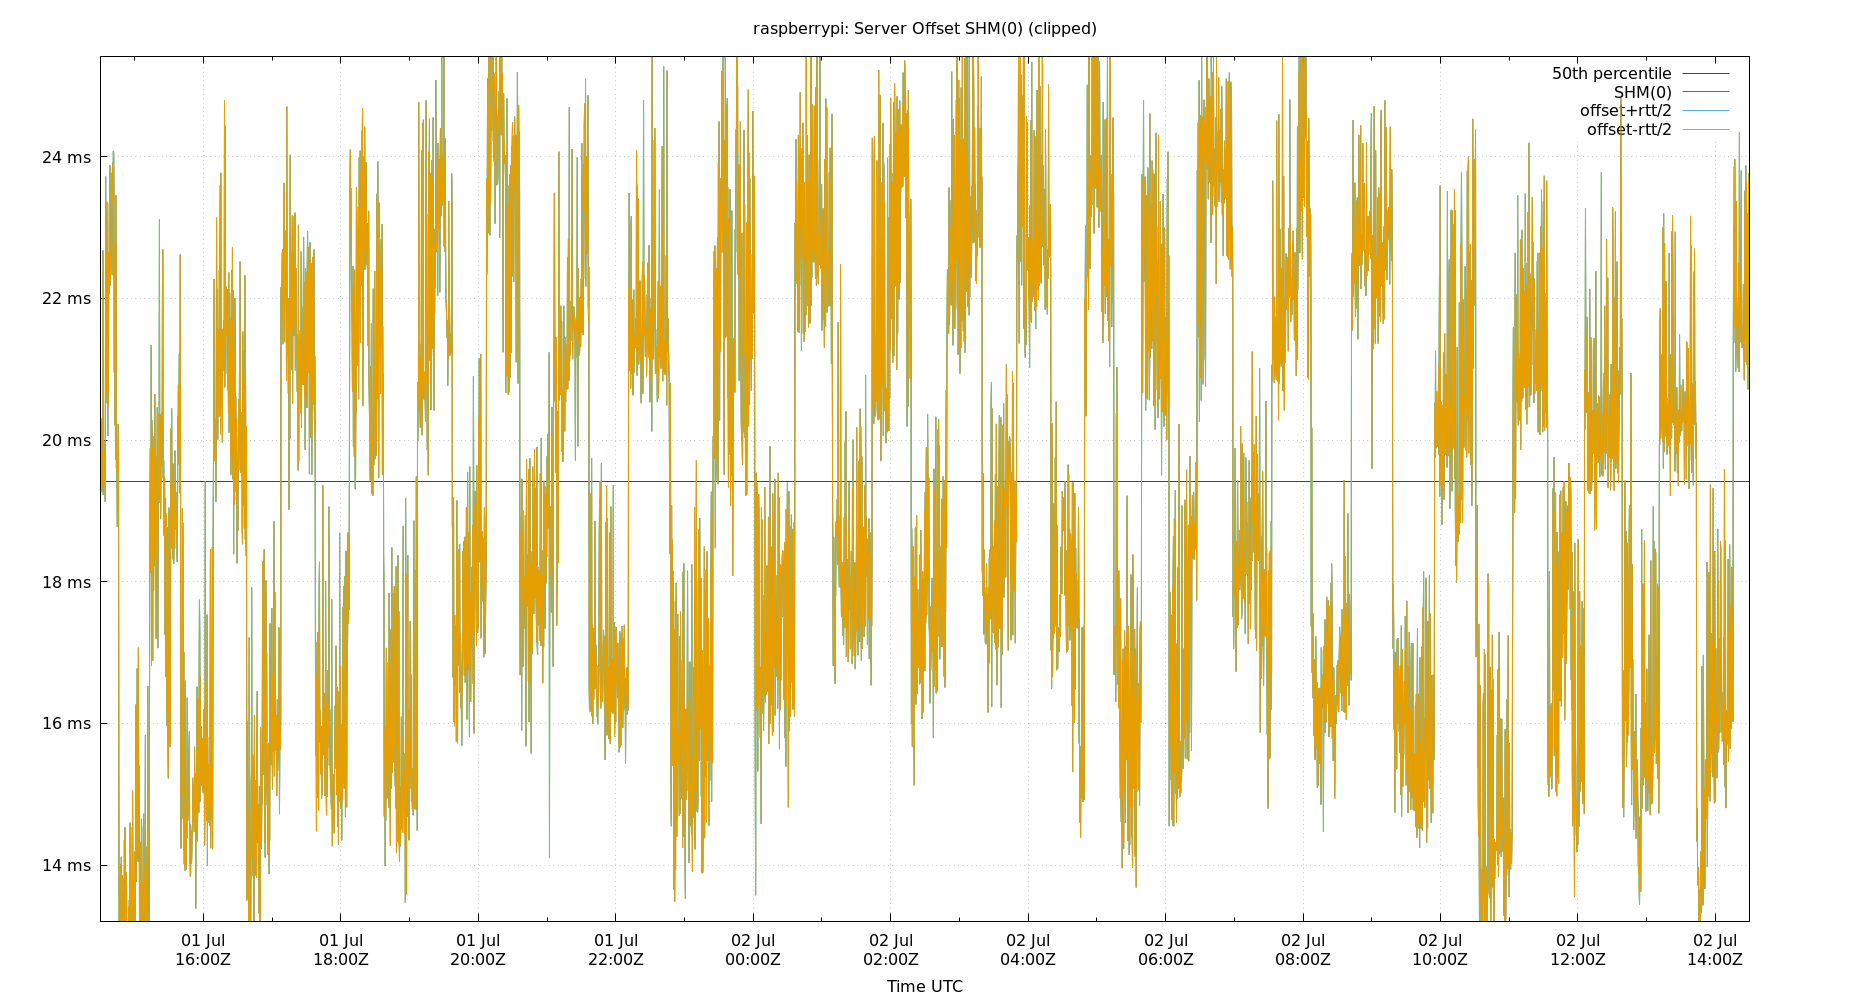 raspberrypi: Server Offset SHM(0) (clipped)
50th percentile
SHM(0)
offset+rtt/2
offset-rtt/2
24 ms
22 ms
20 ms
18 ms
16 ms
14 ms
01 Jul 01 Jul 01 Jul 01 Jul 02 Jul 02 Jul 02 Jul 02 Jul 02 Jul 02 Jul 02 Jul 02 Jul
16:00Z 18:00Z 20:00Z 22:00Z 00:00Z 02:00Z 04:00Z 06:00Z 08:00Z 10:00Z 12:00Z 14:00Z
Time UTC